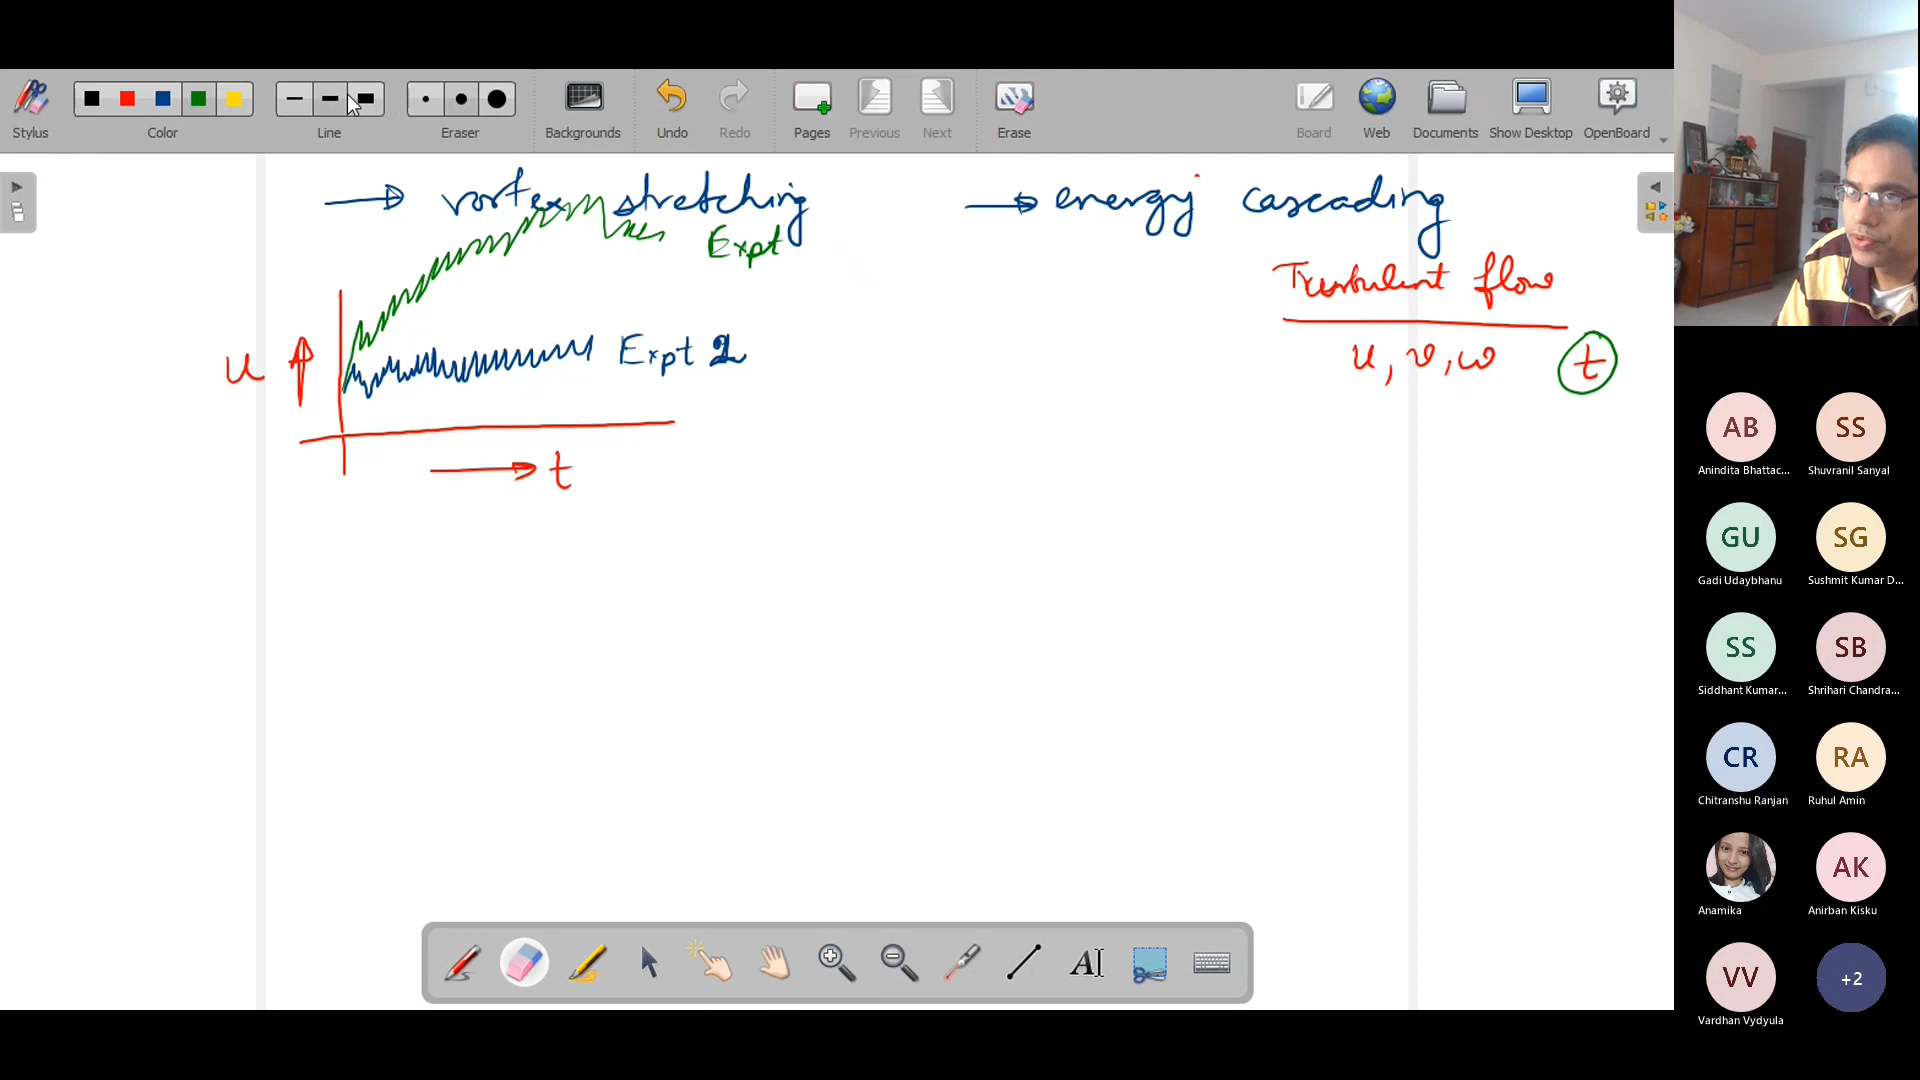 Stylus Color Line Eraser Backgrounds Undo Redo Pages Previous Next Erase Board Web Documents Show Desktop OpenBoard
→ vortex stretching → energy cascading
Expt
Turbulent flow
u ↑ Expt 2 u, v, w t
→ t
AI
AB SS
Anindita Bhattac... Shuvranil Sanyal
GU SG
Gadi Udaybhanu Sushmit Kumar D...
SS SB
Siddhant Kumar... Shrihari Chandra...
CR RA
Chitranshu Ranjan Ruhul Amin
AK
Anamika Anirban Kisku
VV +2
Vardhan Vydyula